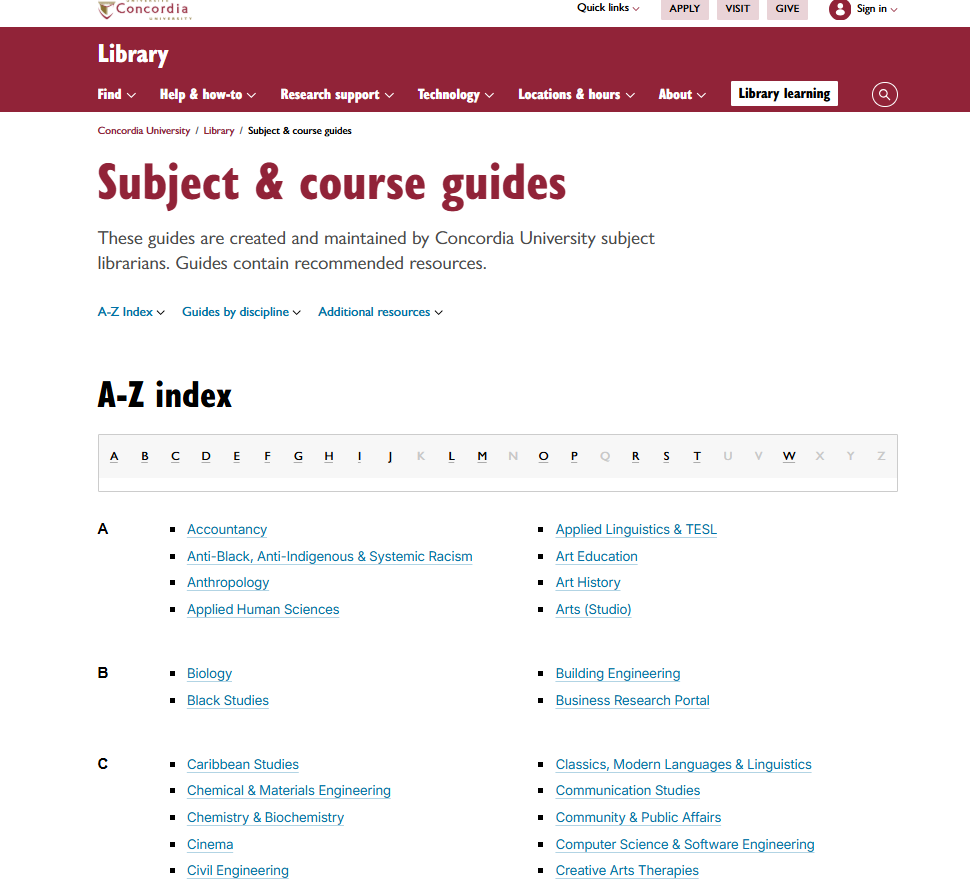 Concordia
UNIVERSITY
Quick links
APPLY
VISIT
GIVE
Sign in
Library
Find
Help & how-to
Research support
Technology
Locations & hours
About
Library learning
Concordia University / Library / Subject & course guides
Subject & course guides
These guides are created and maintained by Concordia University subject
librarians. Guides contain recommended resources.
A-Z Index
Guides by discipline
Additional resources
A-Z index
A B C D E F G H I J K L M N O P Q R S T U V W X Y Z
A
Accountancy
Anti-Black, Anti-Indigenous & Systemic Racism
Anthropology
Applied Human Sciences
Applied Linguistics & TESL
Art Education
Art History
Arts (Studio)
B
Biology
Black Studies
Building Engineering
Business Research Portal
C
Caribbean Studies
Chemical & Materials Engineering
Chemistry & Biochemistry
Cinema
Civil Engineering
Classics, Modern Languages & Linguistics
Communication Studies
Community & Public Affairs
Computer Science & Software Engineering
Creative Arts Therapies